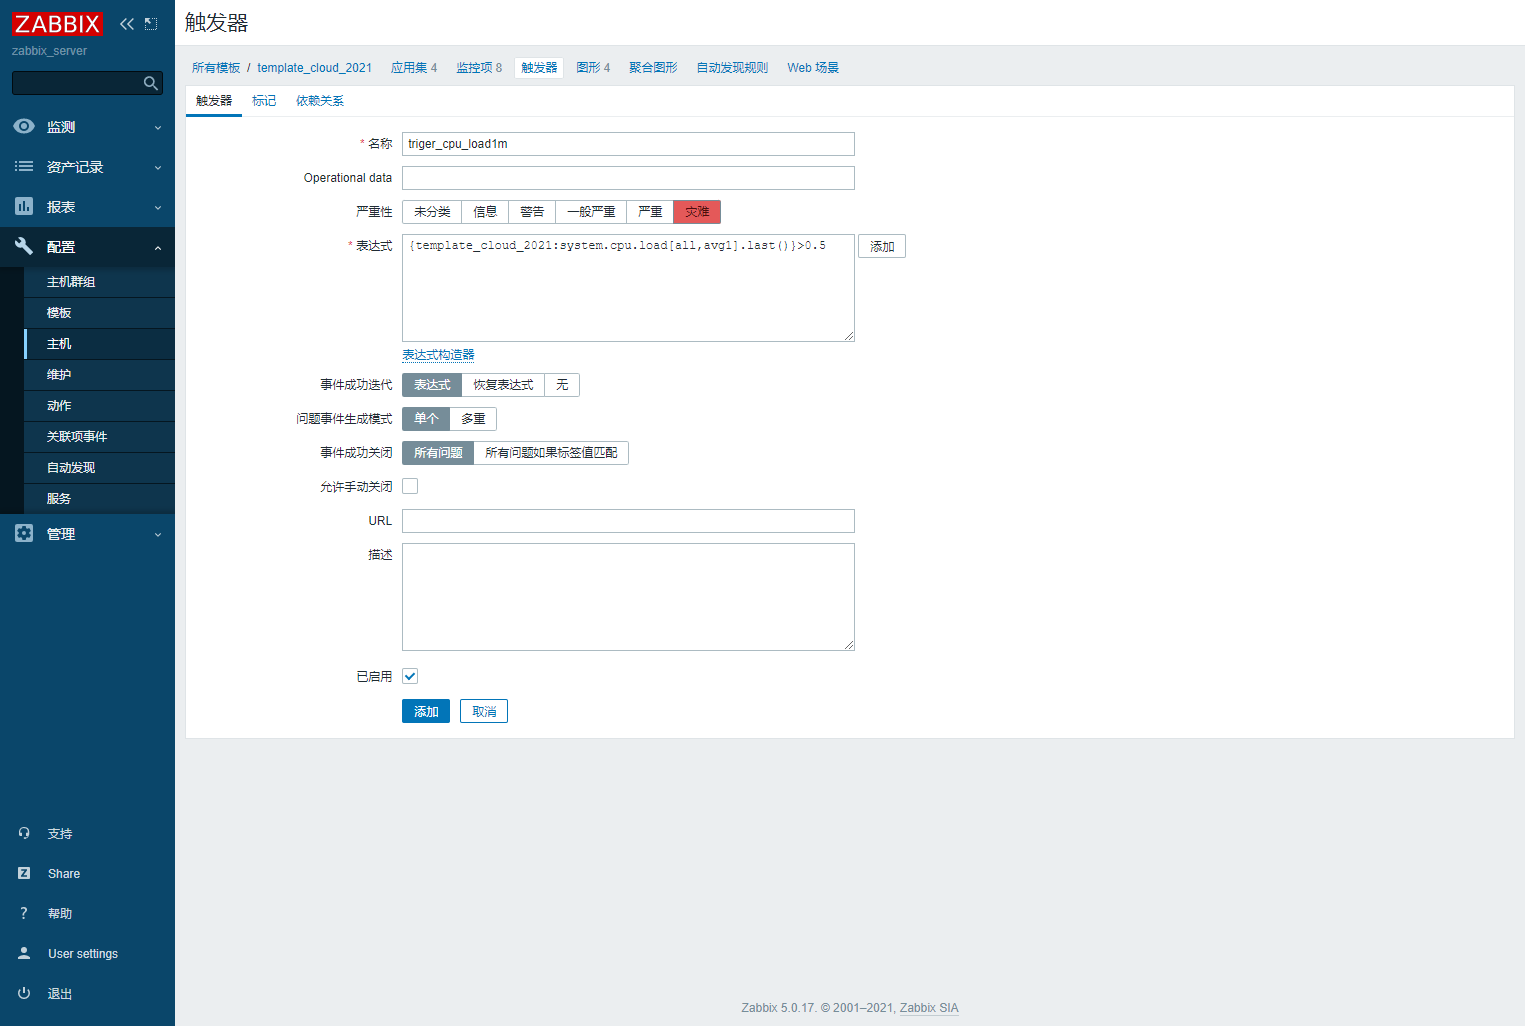 ZABBIX
zabbix_server
监测
资产记录
报表
配置
主机群组
模板
主机
维护
动作
关联项事件
自动发现
服务
管理
支持
Share
帮助
User settings
退出
触发器
所有模板 / template_cloud_2021 应用集 4 监控项 8 触发器 图形 4 聚合图形 自动发现规则 Web 场景
触发器 标记 依赖关系
* 名称 triger_cpu_load1m
Operational data
严重性 未分类 信息 警告 一般严重 严重 灾难
* 表达式 {template_cloud_2021:system.cpu.load[all,avg1].last()}>0.5 添加
表达式构造器
事件成功迭代 表达式 恢复表达式 无
问题事件生成模式 单个 多重
事件成功关闭 所有问题 所有问题如果标签值匹配
允许手动关闭
URL
描述
已启用
添加 取消
Zabbix 5.0.17. © 2001–2021, Zabbix SIA